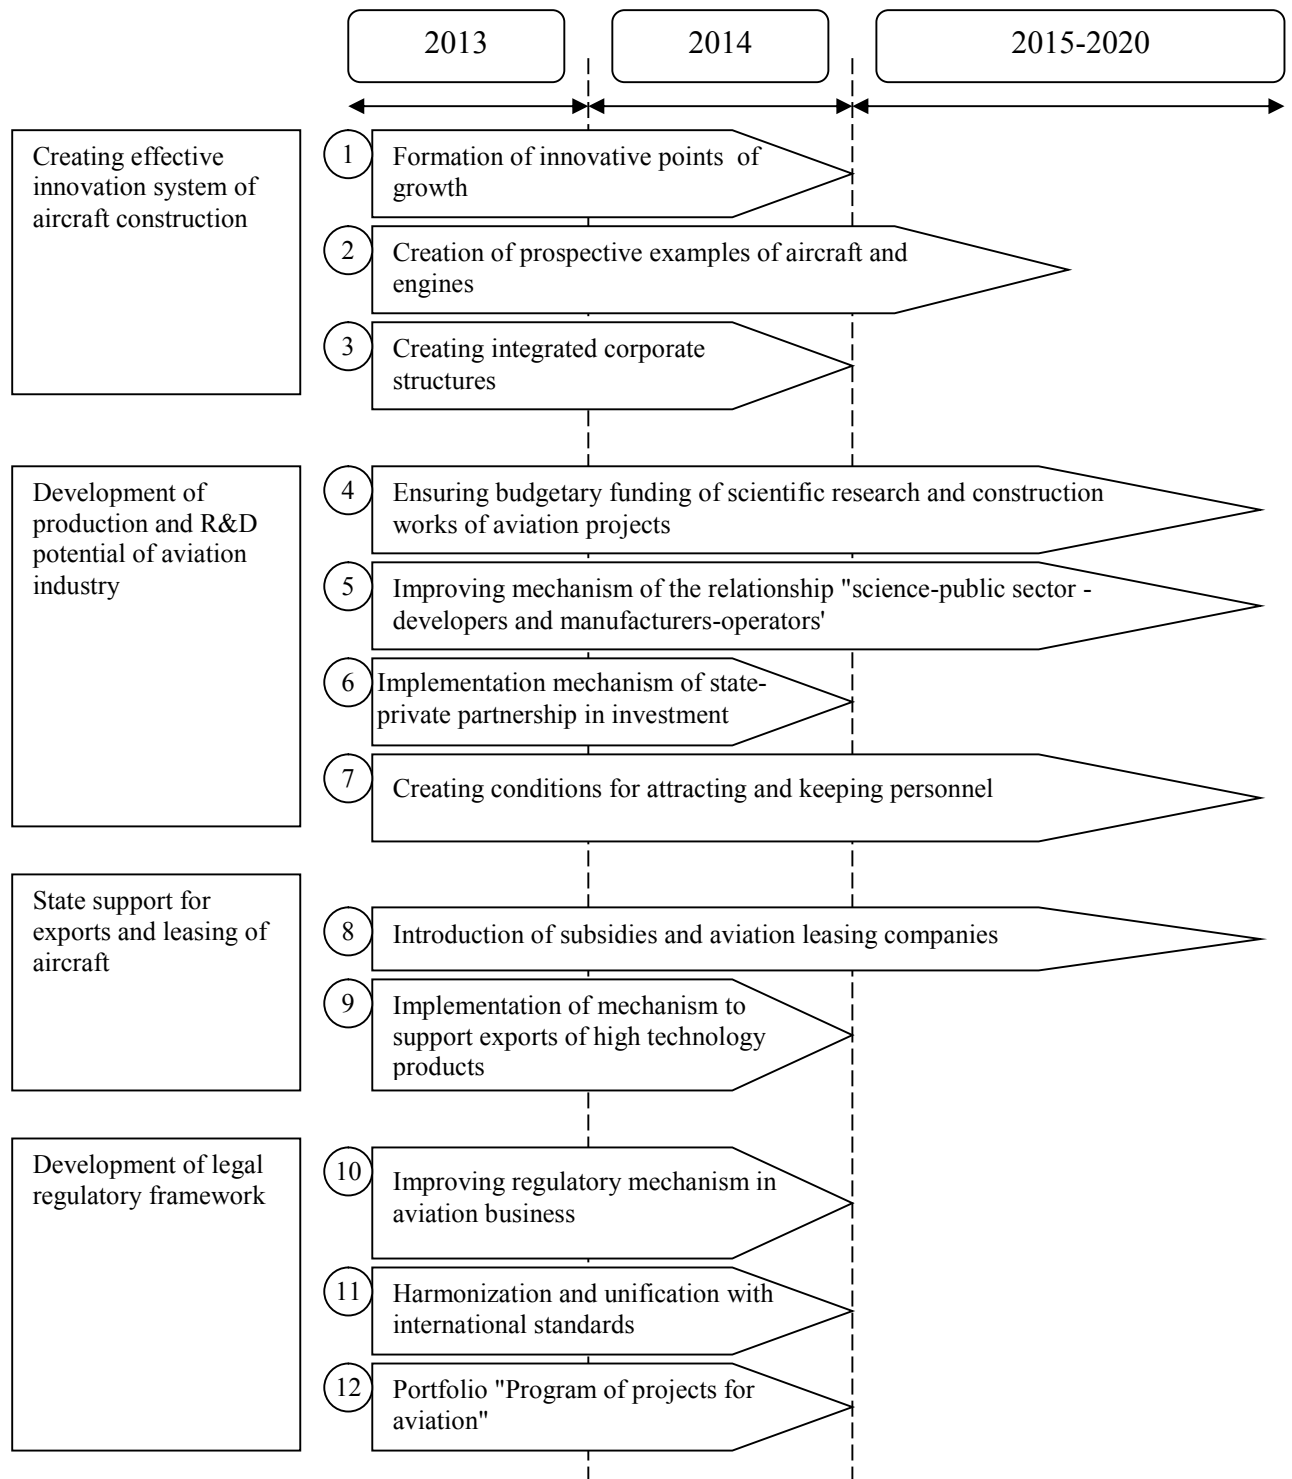 2013
2014
2015-2020
Creating effective
innovation system of
aircraft construction
1
Formation of innovative points of
growth
2
Creation of prospective examples of aircraft and
engines
3
Creating integrated corporate
structures
Development of
production and R&D
potential of aviation
industry
4
Ensuring budgetary funding of scientific research and construction
works of aviation projects
5
Improving mechanism of the relationship "science-public sector -
developers and manufacturers-operators'
6
Implementation mechanism of state-
private partnership in investment
7
Creating conditions for attracting and keeping personnel
State support for
exports and leasing of
aircraft
8
Introduction of subsidies and aviation leasing companies
9
Implementation of mechanism to
support exports of high technology
products
Development of legal
regulatory framework
10
Improving regulatory mechanism in
aviation business
11
Harmonization and unification with
international standards
12
Portfolio "Program of projects for
aviation"